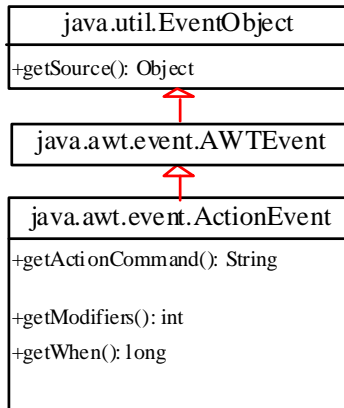 java.util.EventObject
+getSource(): Object
java.awt.event.AWTEvent
java.awt.event.ActionEvent
+getActionCommand(): String
+getModifiers(): int
+getWhen(): long